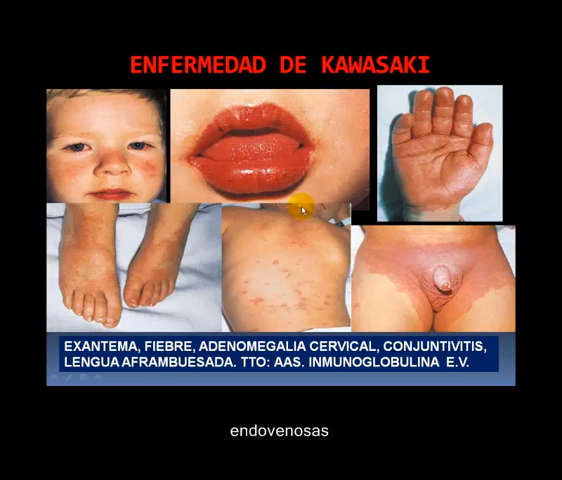 ENFERMEDAD DE KAWASAKI
EXANTEMA, FIEBRE, ADENOMEGALIA CERVICAL, CONJUNTIVITIS,
LENGUA AFRAMBUESADA. TTO: AAS. INMUNOGLOBULINA E.V.
endovenosas